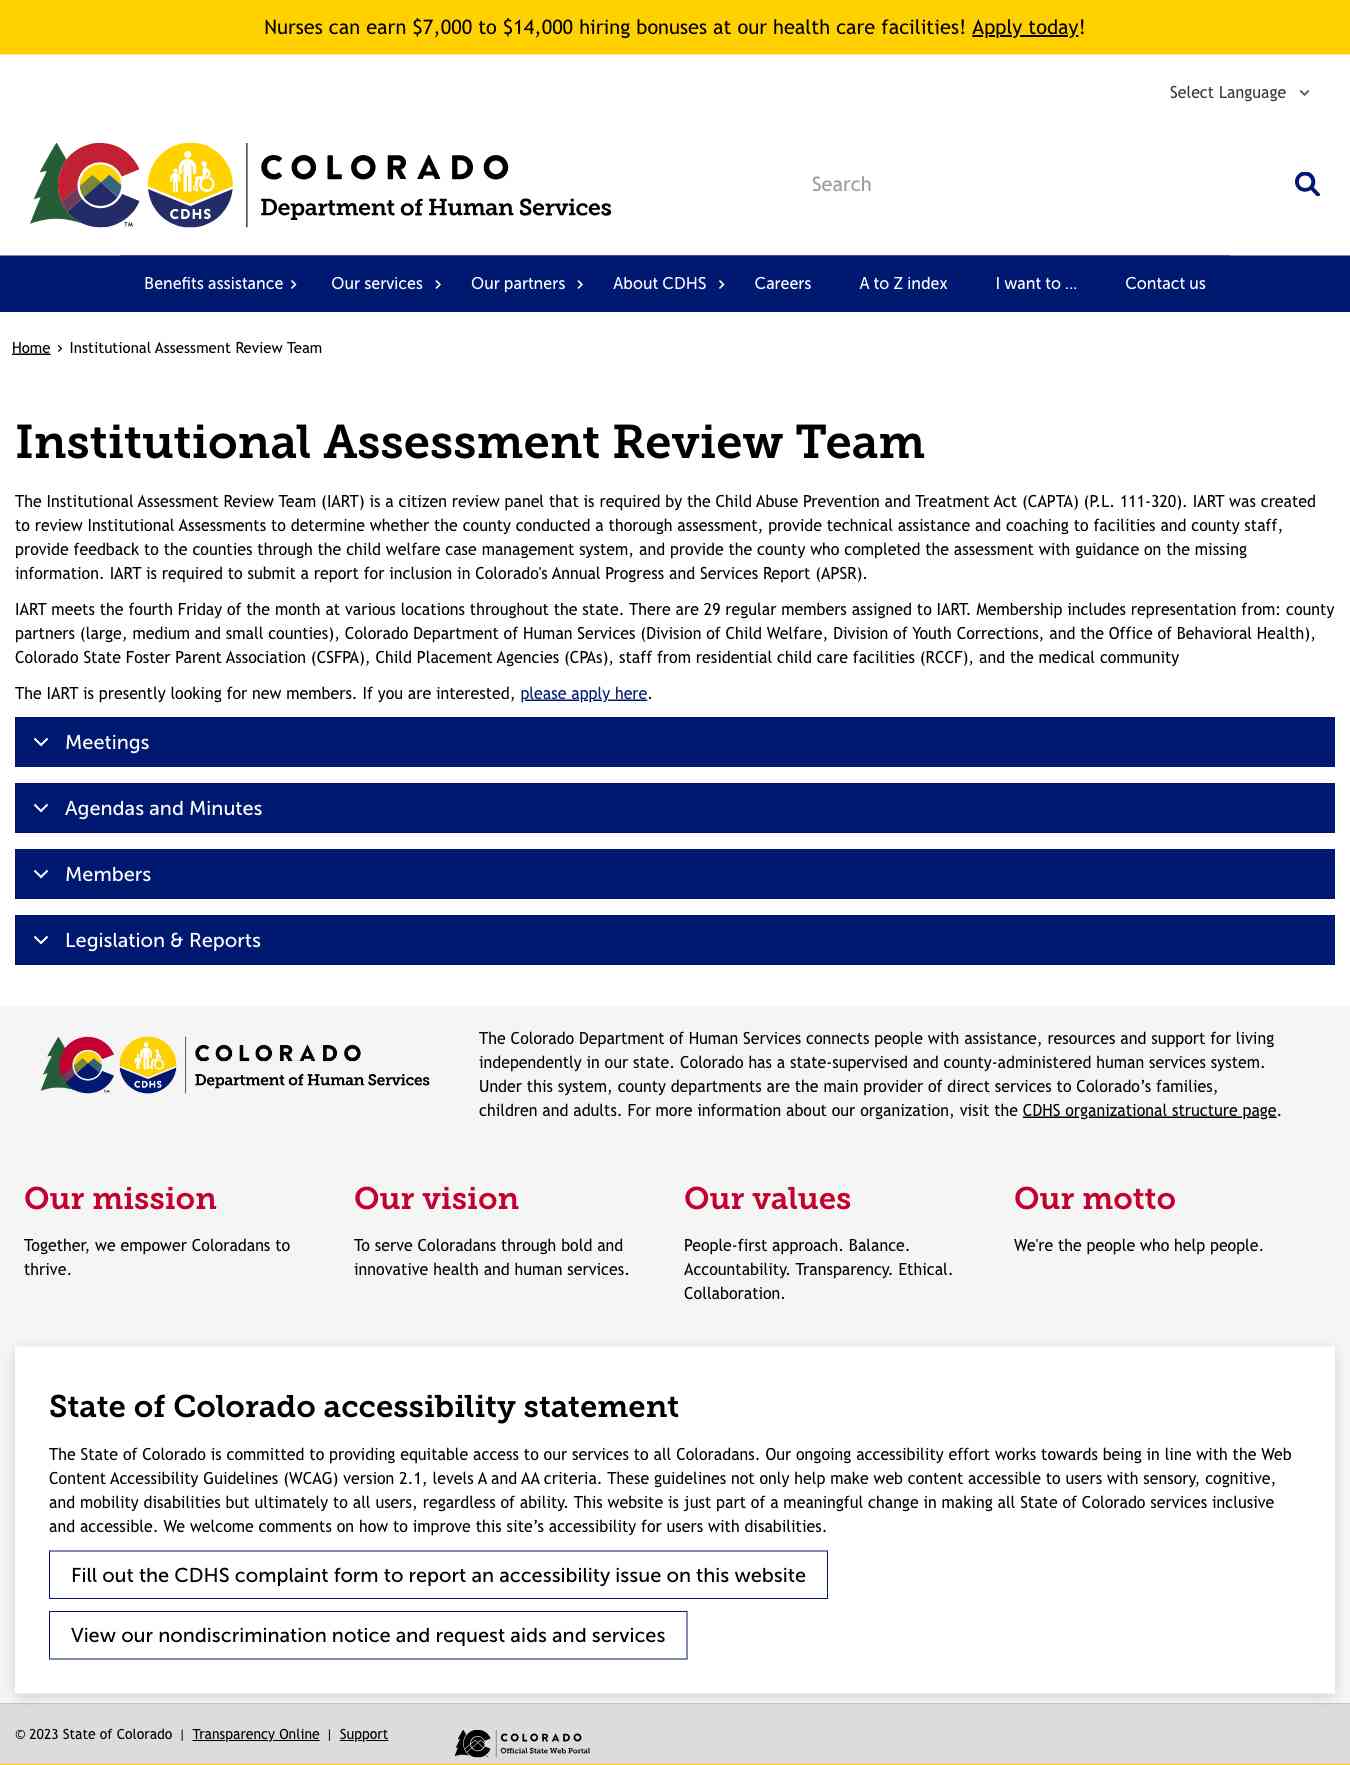 Nurses can earn $7,000 to $14,000 hiring bonuses at our health care facilities! Apply today!
Select Language
COLORADO
Department of Human Services
CDHS
TM
Search
Benefits assistance › Our services › Our partners › About CDHS › Careers A to Z index I want to ... Contact us
Home › Institutional Assessment Review Team
Institutional Assessment Review Team
The Institutional Assessment Review Team (IART) is a citizen review panel that is required by the Child Abuse Prevention and Treatment Act (CAPTA) (P.L. 111-320). IART was created
to review Institutional Assessments to determine whether the county conducted a thorough assessment, provide technical assistance and coaching to facilities and county staff,
provide feedback to the counties through the child welfare case management system, and provide the county who completed the assessment with guidance on the missing
information. IART is required to submit a report for inclusion in Colorado's Annual Progress and Services Report (APSR).
IART meets the fourth Friday of the month at various locations throughout the state. There are 29 regular members assigned to IART. Membership includes representation from: county
partners (large, medium and small counties), Colorado Department of Human Services (Division of Child Welfare, Division of Youth Corrections, and the Office of Behavioral Health),
Colorado State Foster Parent Association (CSFPA), Child Placement Agencies (CPAs), staff from residential child care facilities (RCCF), and the medical community
The IART is presently looking for new members. If you are interested, please apply here.
Meetings
Agendas and Minutes
Members
Legislation & Reports
COLORADO
Department of Human Services
CDHS
TM
The Colorado Department of Human Services connects people with assistance, resources and support for living
independently in our state. Colorado has a state-supervised and county-administered human services system.
Under this system, county departments are the main provider of direct services to Colorado’s families,
children and adults. For more information about our organization, visit the CDHS organizational structure page.
Our mission
Together, we empower Coloradans to
thrive.
Our vision
To serve Coloradans through bold and
innovative health and human services.
Our values
People-first approach. Balance.
Accountability. Transparency. Ethical.
Collaboration.
Our motto
We're the people who help people.
State of Colorado accessibility statement
The State of Colorado is committed to providing equitable access to our services to all Coloradans. Our ongoing accessibility effort works towards being in line with the Web
Content Accessibility Guidelines (WCAG) version 2.1, levels A and AA criteria. These guidelines not only help make web content accessible to users with sensory, cognitive,
and mobility disabilities but ultimately to all users, regardless of ability. This website is just part of a meaningful change in making all State of Colorado services inclusive
and accessible. We welcome comments on how to improve this site’s accessibility for users with disabilities.
Fill out the CDHS complaint form to report an accessibility issue on this website
View our nondiscrimination notice and request aids and services
© 2023 State of Colorado | Transparency Online | Support
COLORADO
Official State Web Portal